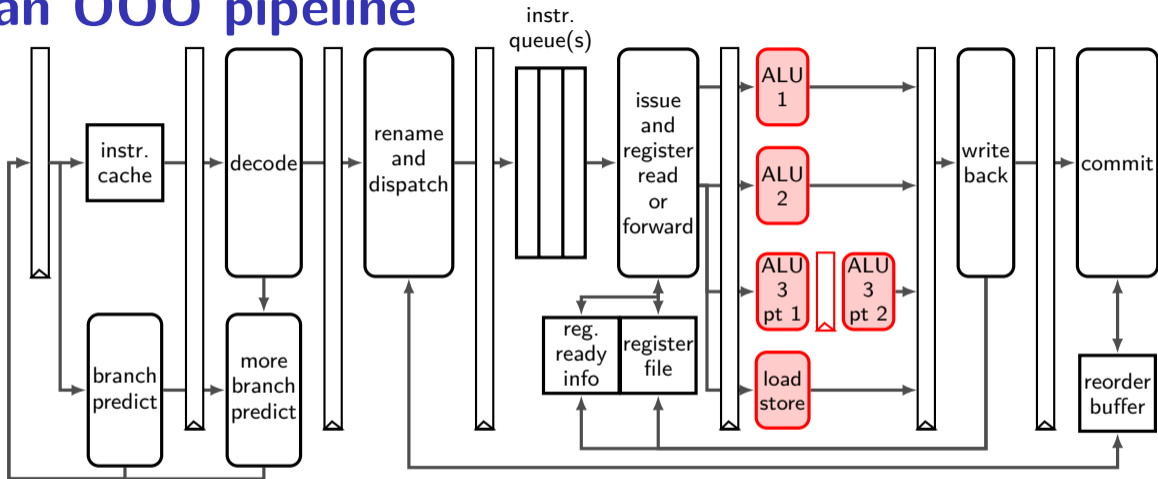 an OOO pipeline
instr.
queue(s)
instr.
cache
decode
rename
and
dispatch
issue
and
register
read
or
forward
ALU
1
ALU
2
ALU
3
pt 1
ALU
3
pt 2
load
store
write
back
commit
branch
predict
more
branch
predict
reg.
ready
info
register
file
reorder
buffer